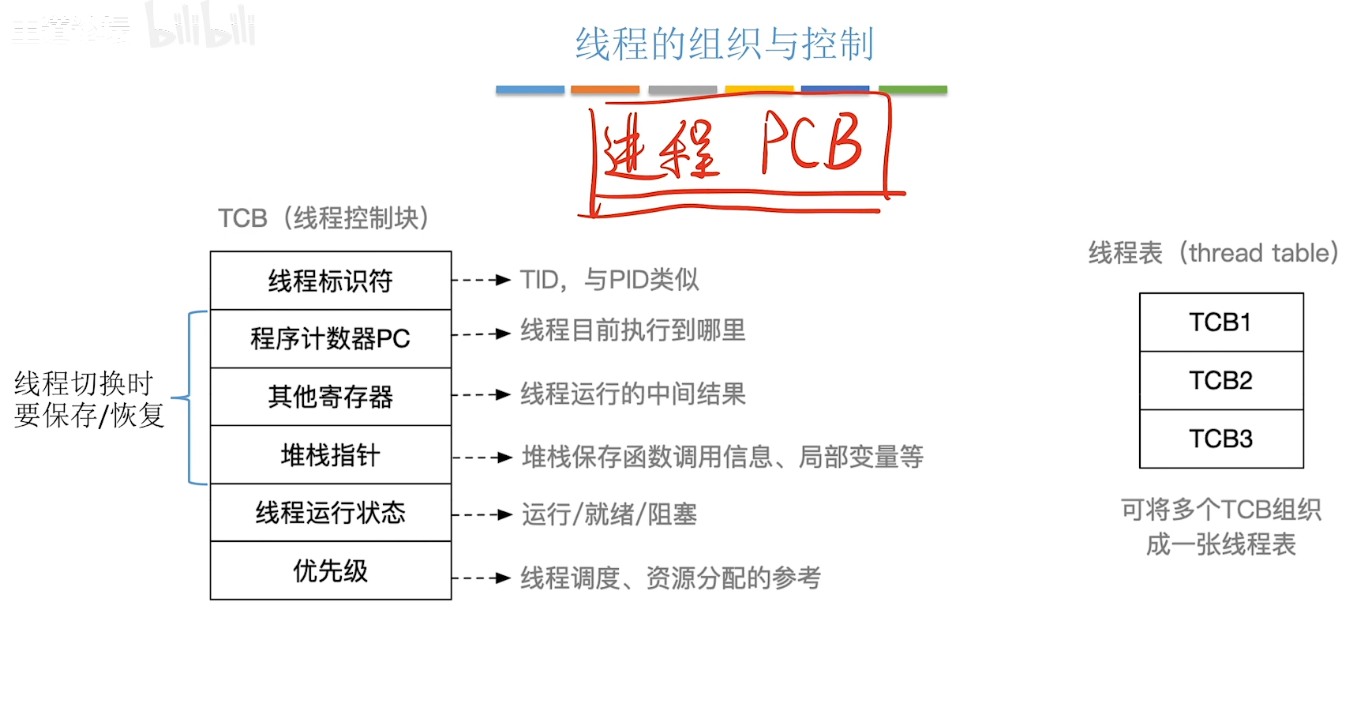 bilibili
线程的组织与控制
进程 PCB
TCB（线程控制块）
线程标识符
TID，与PID类似
程序计数器PC
线程目前执行到哪里
其他寄存器
线程运行的中间结果
堆栈指针
堆栈保存函数调用信息、局部变量等
线程运行状态
运行/就绪/阻塞
优先级
线程调度、资源分配的参考
线程切换时
要保存/恢复
线程表（thread table）
TCB1
TCB2
TCB3
可将多个TCB组织
成一张线程表